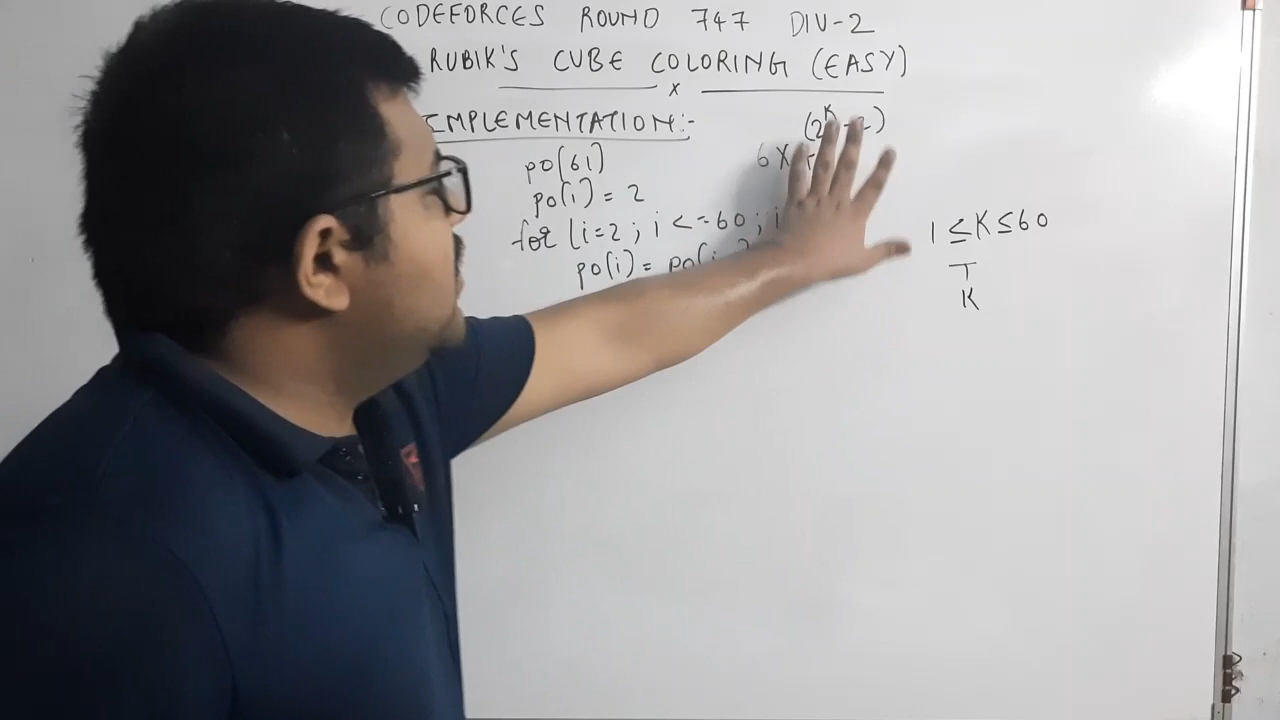 CODEFORCES ROUND 747 DIV-2
RUBIK'S CUBE COLORING (EASY)
x
IMPLEMENTATION:-
po[61]
po[i] = 2
for (i=2; i <=60; i
po[i] = po[i
(2^K - 2)
6 X
1 ≤ K ≤ 60
T
K